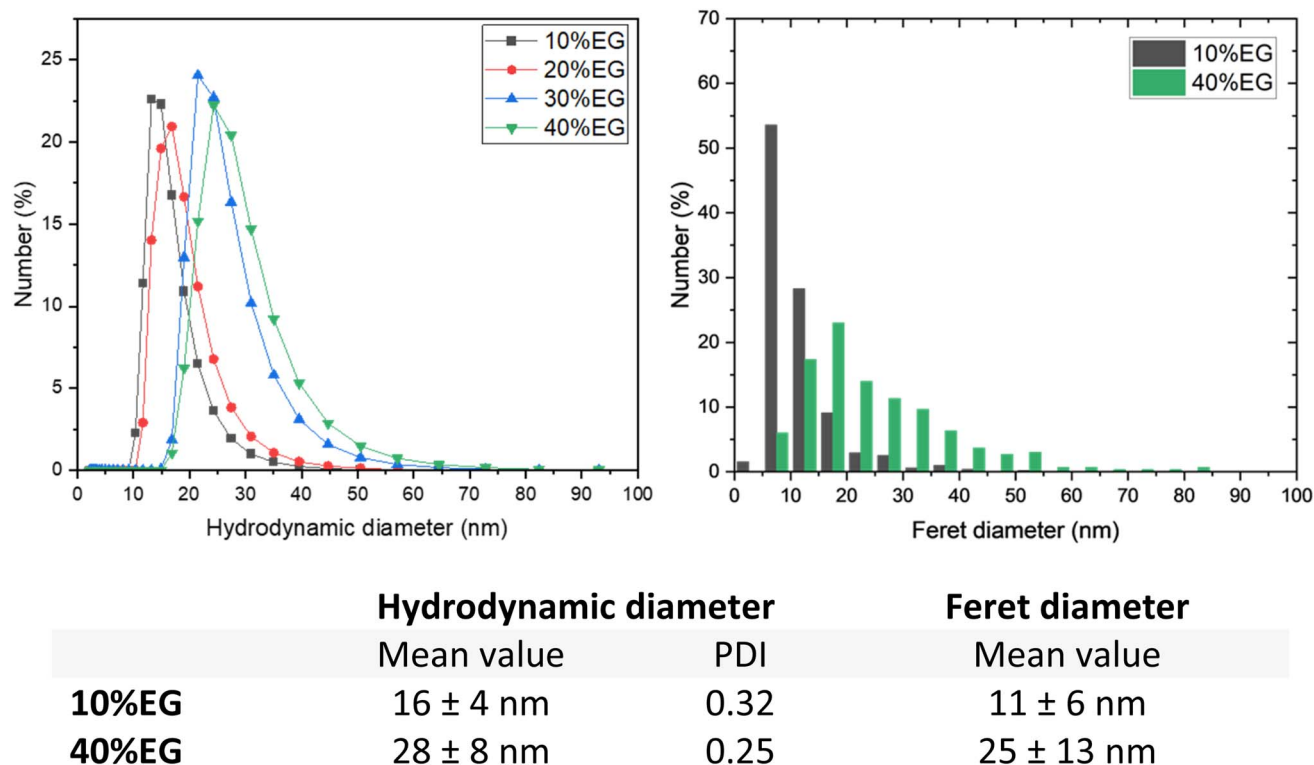 25
20
15
10
5
0
Number (%)
0 10 20 30 40 50 60 70 80 90 100
Hydrodynamic diameter (nm)
10%EG
20%EG
30%EG
40%EG
70
60
50
40
30
20
10
0
Number (%)
0 10 20 30 40 50 60 70 80 90 100
Feret diameter (nm)
10%EG
40%EG
Hydrodynamic diameter Feret diameter
Mean value PDI Mean value
10%EG 16 ± 4 nm 0.32 11 ± 6 nm
40%EG 28 ± 8 nm 0.25 25 ± 13 nm